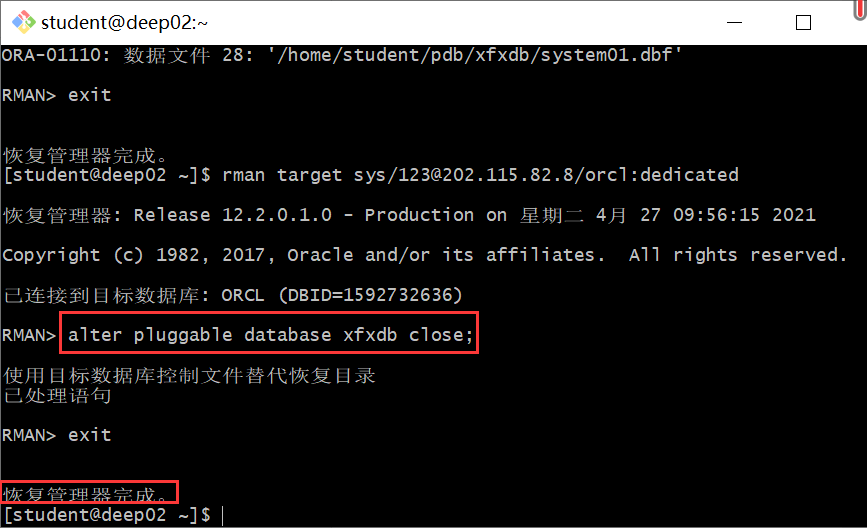 student@deep02:~
ORA-01110: 数据文件 28: '/home/student/pdb/xfxdb/system01.dbf'
RMAN> exit
恢复管理器完成。
[student@deep02 ~]$ rman target sys/123@202.115.82.8/orcl:dedicated
恢复管理器: Release 12.2.0.1.0 - Production on 星期二 4月 27 09:56:15 2021
Copyright (c) 1982, 2017, Oracle and/or its affiliates.  All rights reserved.
已连接到目标数据库: ORCL (DBID=1592732636)
RMAN> alter pluggable database xfxdb close;
使用目标数据库控制文件替代恢复目录
已处理语句
RMAN> exit
恢复管理器完成。
[student@deep02 ~]$